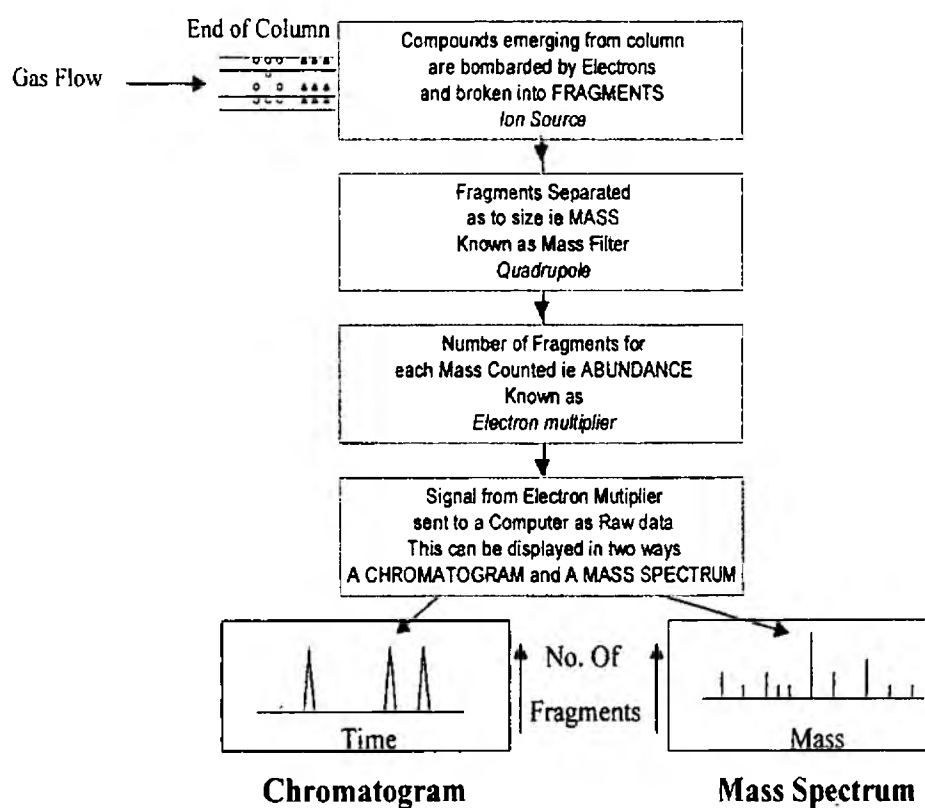 End of Column
Gas Flow
Compounds emerging from column
are bombarded by Electrons
and broken into FRAGMENTS
Ion Source
Fragments Separated
as to size ie MASS
Known as Mass Filter
Quadrupole
Number of Fragments for
each Mass Counted ie ABUNDANCE
Known as
Electron multiplier
Signal from Electron Mutiplier
sent to a Computer as Raw data
This can be displayed in two ways
A CHROMATOGRAM and A MASS SPECTRUM
No. Of
Fragments
Time
Mass
Chromatogram
Mass Spectrum